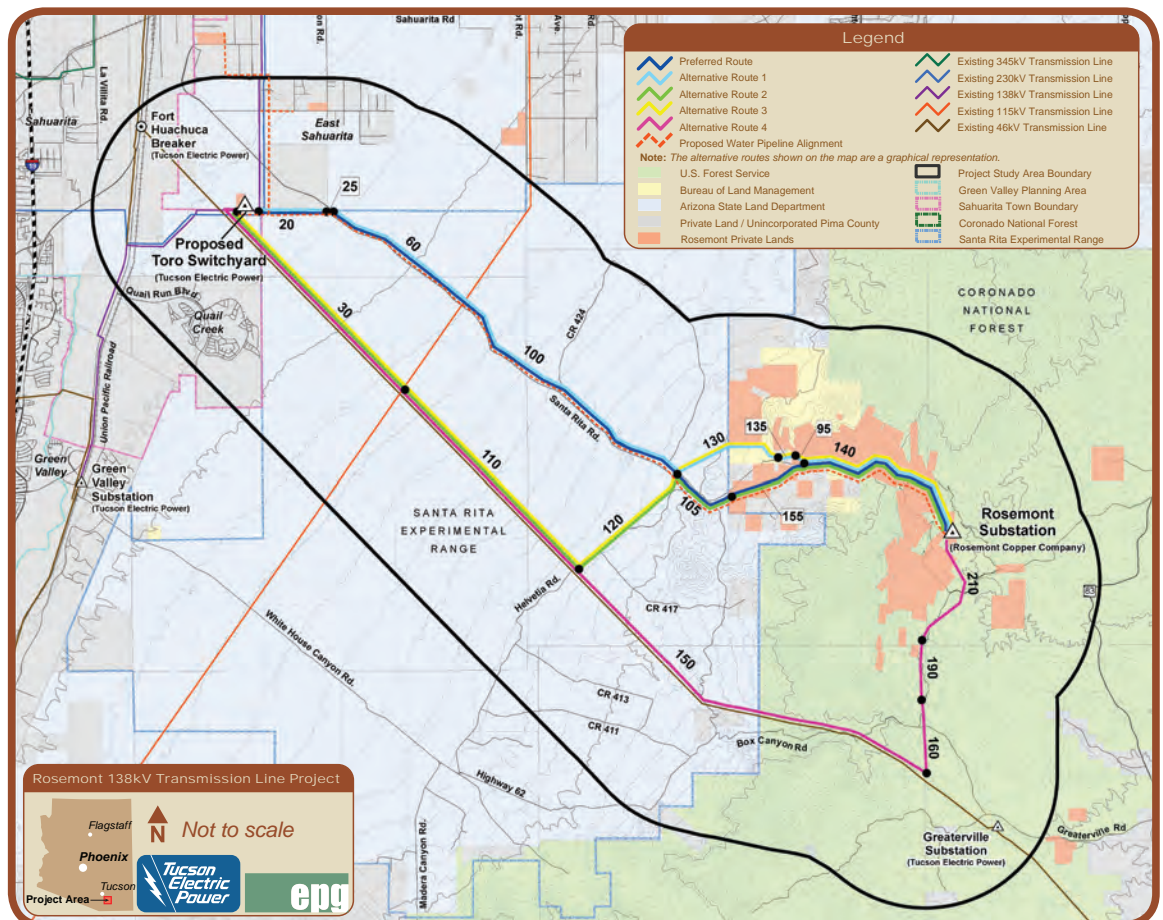 Sahuarita Rd
on Rd.
ot Rd.
Ave.
Rd.
La Villita Rd.
Sahuarita
19
Fort
Huachuca
Breaker
(Tucson Electric Power)
East
Sahuarita
25
20
60
Proposed
Toro Switchyard
(Tucson Electric Power)
Quail Run Blvd.
Quail
Creek
30
100
CR 424
Santa Rita Rd.
Union Pacific Railroad
Green
Valley
Green
Valley
Substation
(Tucson Electric Power)
110
SANTA RITA
EXPERIMENTAL
RANGE
120
130
135
95
140
105
155
CORONADO
NATIONAL
FOREST
Rosemont
Substation
(Rosemont Copper Company)
210
83
Helvetia Rd.
CR 417
150
190
160
White House Canyon Rd.
CR 413
CR 411
Box Canyon Rd
Highway 62
Madera Canyon Rd.
Greaterville
Substation
(Tucson Electric Power)
Greaterville Rd
Legend
Preferred Route
Alternative Route 1
Alternative Route 2
Alternative Route 3
Alternative Route 4
Proposed Water Pipeline Alignment
Existing 345kV Transmission Line
Existing 230kV Transmission Line
Existing 138kV Transmission Line
Existing 115kV Transmission Line
Existing 46kV Transmission Line
Note: The alternative routes shown on the map are a graphical representation.
U.S. Forest Service
Bureau of Land Management
Arizona State Land Department
Private Land / Unincorporated Pima County
Rosemont Private Lands
Project Study Area Boundary
Green Valley Planning Area
Sahuarita Town Boundary
Coronado National Forest
Santa Rita Experimental Range
Rosemont 138kV Transmission Line Project
Flagstaff
Phoenix
Tucson
Project Area
N
Not to scale
Tucson
Electric
Power
epg